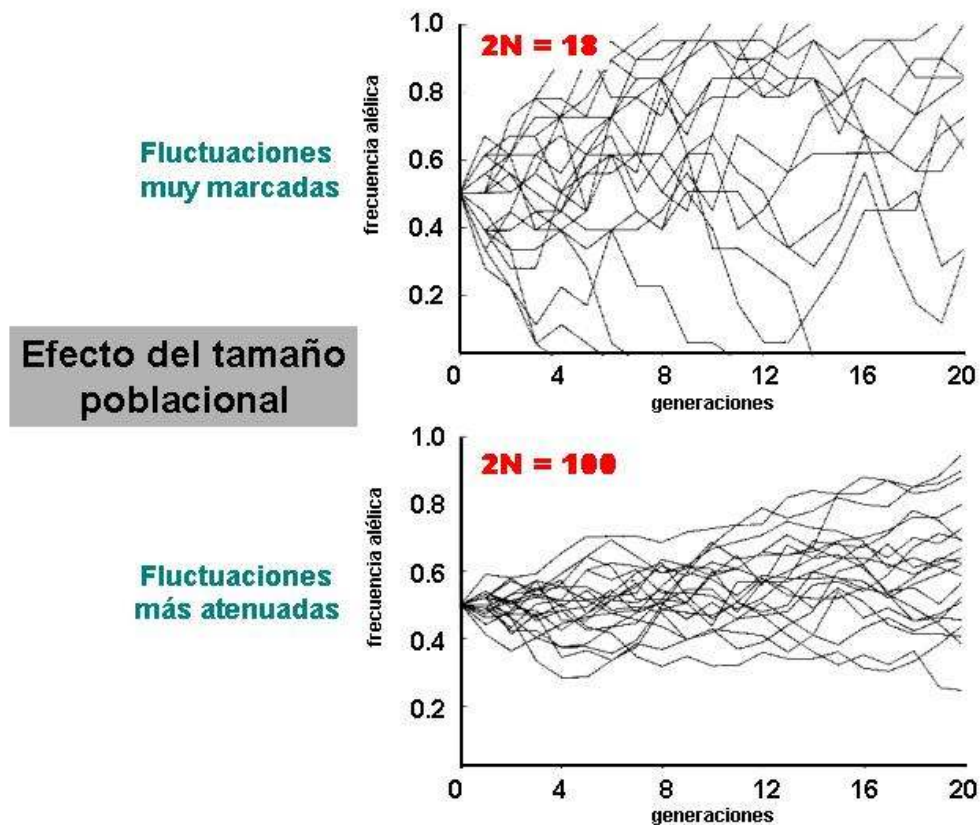 2N = 18
Fluctuaciones
muy marcadas
frecuencia alélica
1.0
0.8
0.6
0.4
0.2
0 4 8 12 16 20
generaciones
Efecto del tamaño
poblacional
2N = 100
Fluctuaciones
más atenuadas
frecuencia alélica
1.0
0.8
0.6
0.4
0.2
0 4 8 12 16 20
generaciones